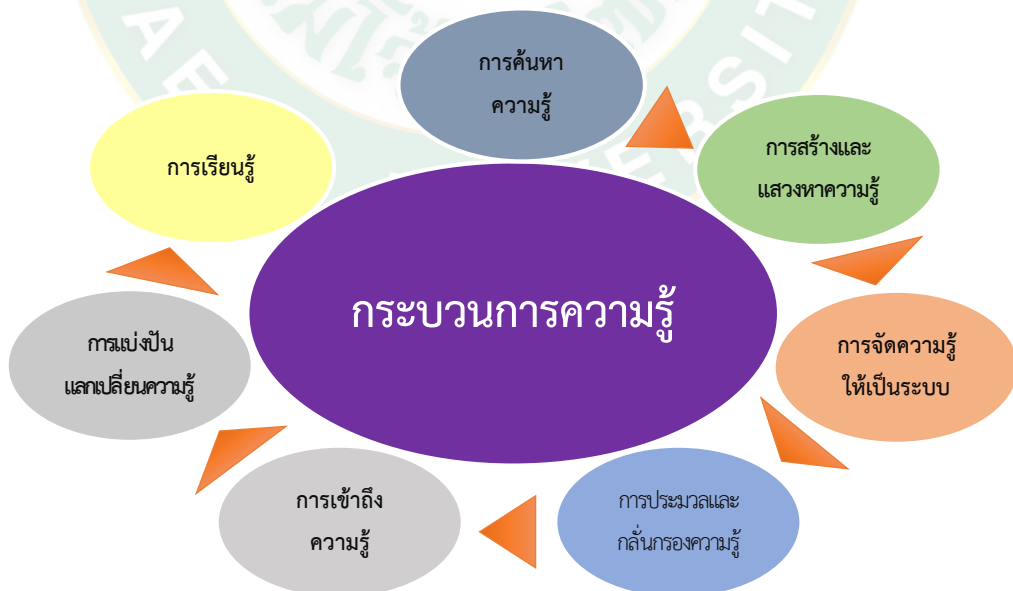 การค้นหา
ความรู้
การสร้างและ
แสวงหาความรู้
การจัดความรู้
ให้เป็นระบบ
การประมวลและ
กลั่นกรองความรู้
การเข้าถึง
ความรู้
การแบ่งปัน
แลกเปลี่ยนความรู้
การเรียนรู้
กระบวนการความรู้